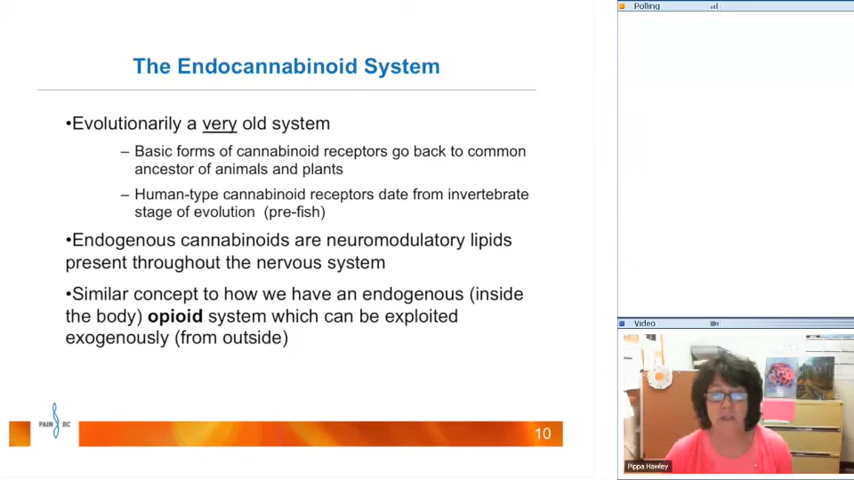 Polling
The Endocannabinoid System
•Evolutionarily a very old system
– Basic forms of cannabinoid receptors go back to common
ancestor of animals and plants
– Human-type cannabinoid receptors date from invertebrate
stage of evolution (pre-fish)
•Endogenous cannabinoids are neuromodulatory lipids
present throughout the nervous system
•Similar concept to how we have an endogenous (inside
the body) opioid system which can be exploited
exogenously (from outside)
Video
PAIN BC
10
Pippa Hawley